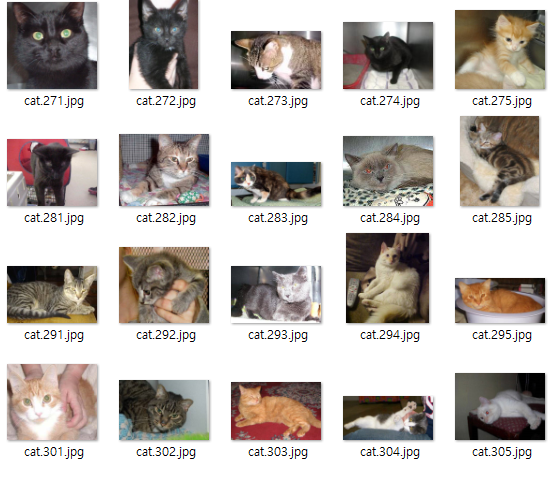 cat.271.jpg
cat.272.jpg
cat.273.jpg
cat.274.jpg
cat.275.jpg
cat.281.jpg
cat.282.jpg
cat.283.jpg
cat.284.jpg
cat.285.jpg
cat.291.jpg
cat.292.jpg
cat.293.jpg
cat.294.jpg
cat.295.jpg
cat.301.jpg
cat.302.jpg
cat.303.jpg
cat.304.jpg
cat.305.jpg